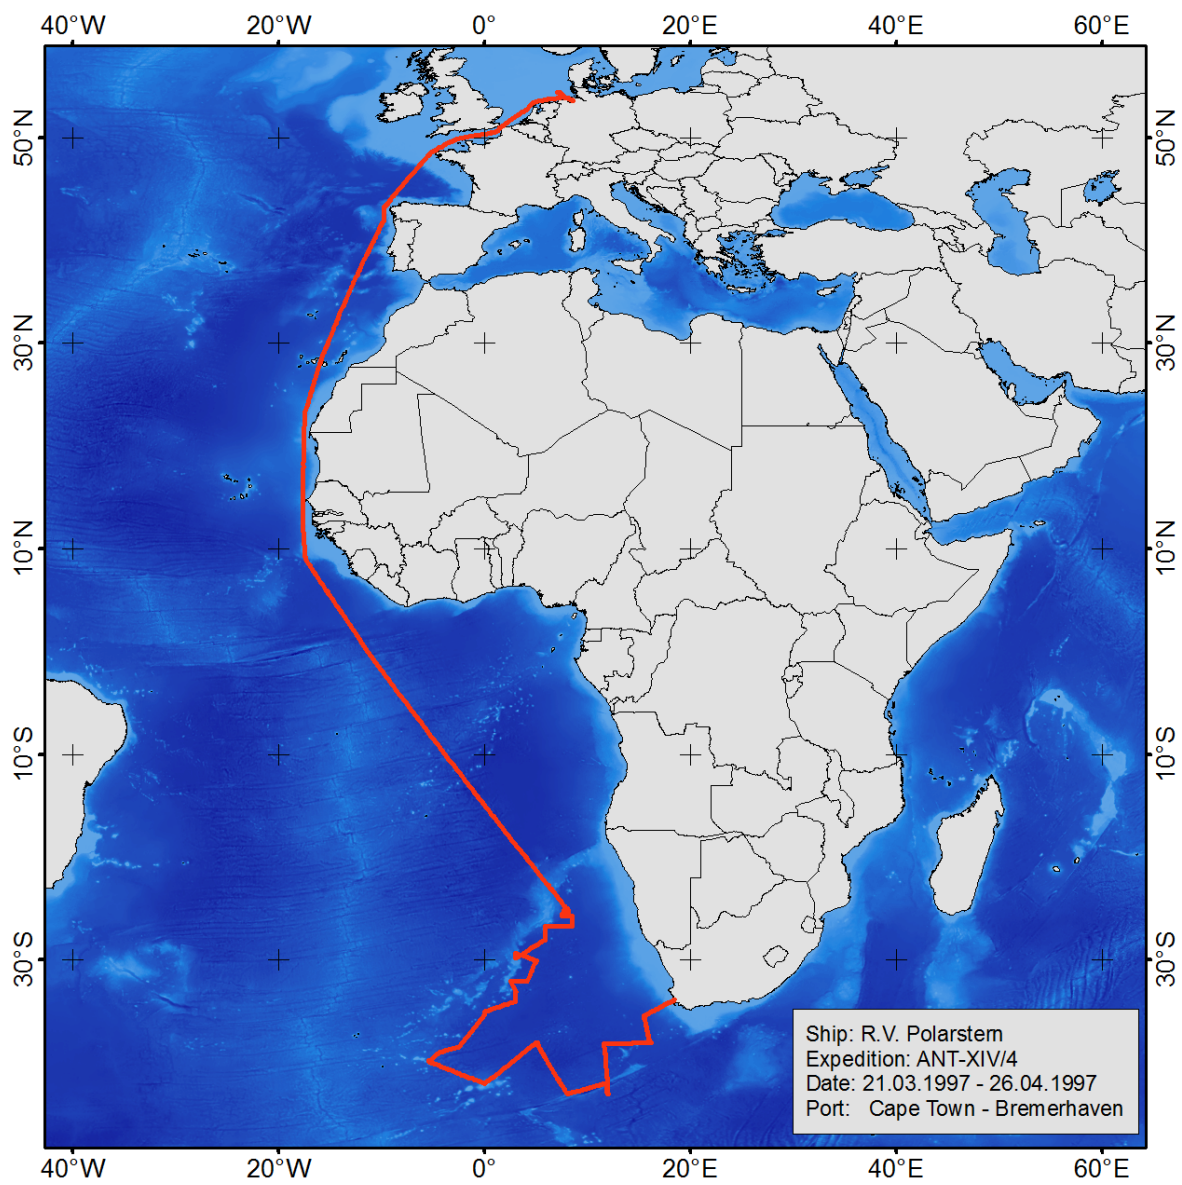 40°W 20°W 0° 20°E 40°E 60°E
50°N 50°N
30°N 30°N
10°N 10°N
10°S 10°S
30°S 30°S
Ship: R.V. Polarstern
Expedition: ANT-XIV/4
Date: 21.03.1997 - 26.04.1997
Port: Cape Town - Bremerhaven
40°W 20°W 0° 20°E 40°E 60°E